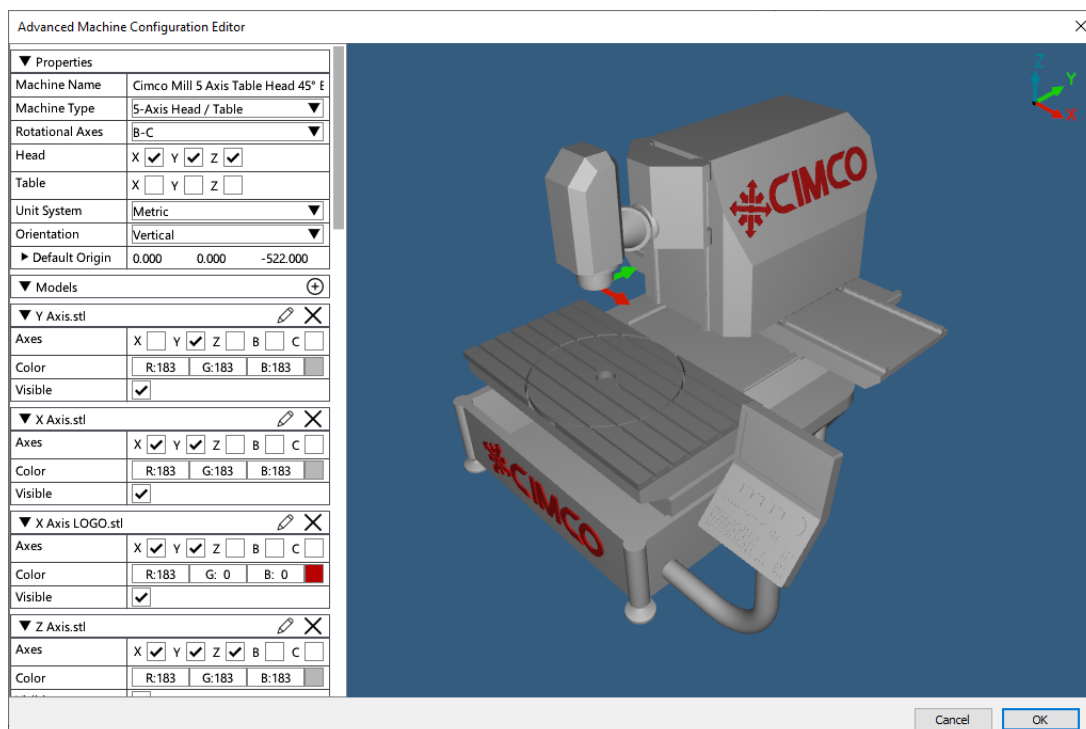 Advanced Machine Configuration Editor
Properties
Machine Name Cimco Mill 5 Axis Table Head 45° E
Machine Type 5-Axis Head / Table
Rotational Axes B-C
Head X Y Z
Table X Y Z
Unit System Metric
Orientation Vertical
Default Origin 0.000 0.000 -522.000
Models
Y Axis.stl
Axes X Y Z B C
Color R:183 G:183 B:183
Visible
X Axis.stl
Axes X Y Z B C
Color R:183 G:183 B:183
Visible
X Axis LOGO.stl
Axes X Y Z B C
Color R:183 G: 0 B: 0
Visible
Z Axis.stl
Axes X Y Z B C
Color R:183 G:183 B:183
Z
Y
X
CIMCO
CIMCO
Cancel OK